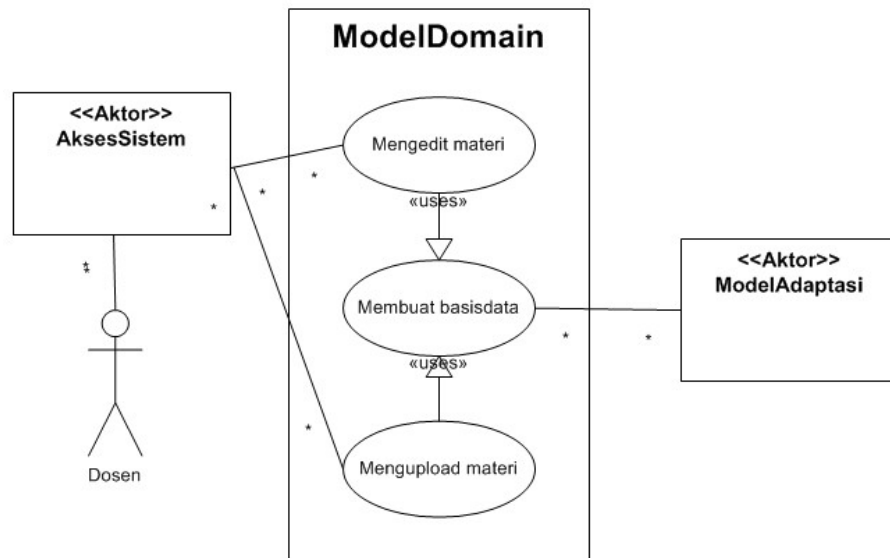 ModelDomain
<<Aktor>>
AksesSistem
Mengedit materi
* * *
«uses»
<<Aktor>>
ModelAdaptasi
*
*
Membuat basisdata
* *
«uses»
*
Mengupload materi
Dosen